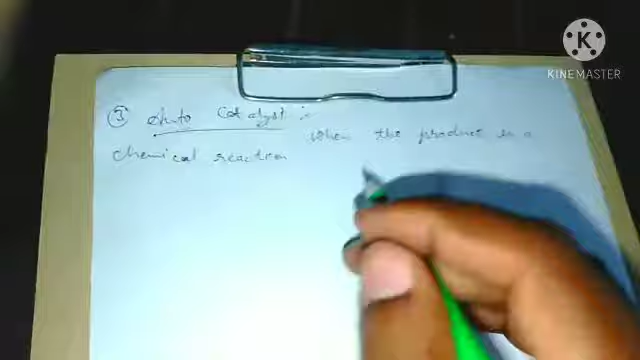 ③ Auto Catalyst :-
when the product in a
chemical reaction
K
KINEMASTER